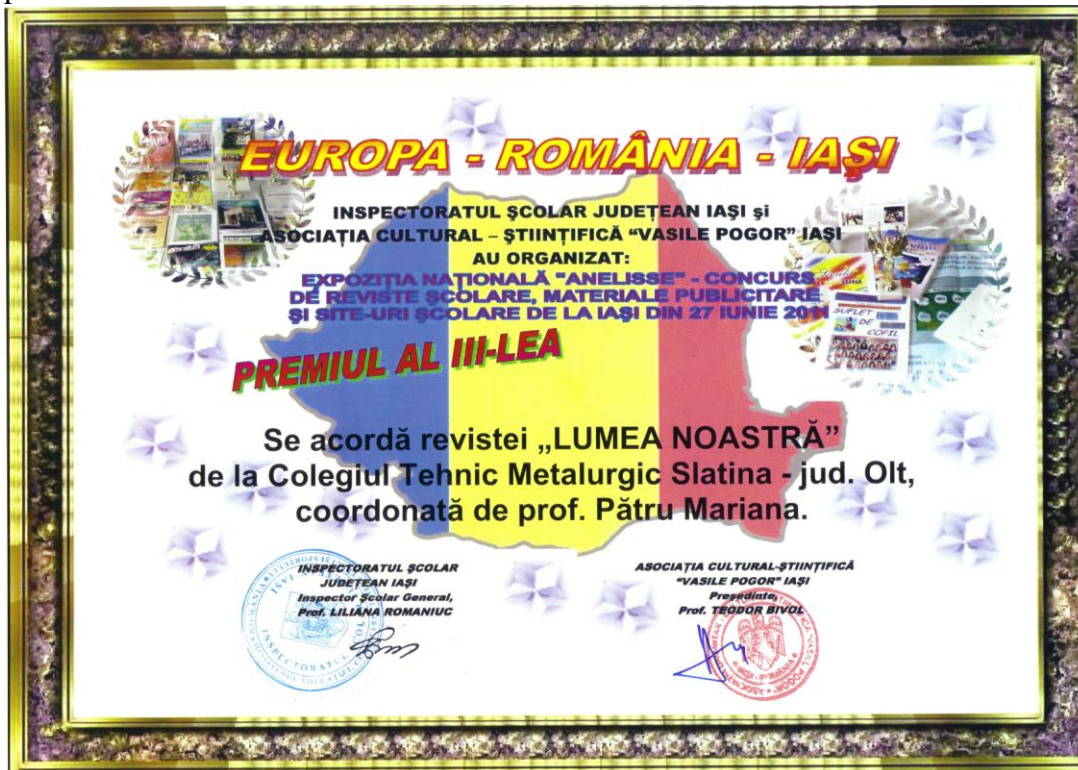 EUROPA - ROMÂNIA - IAŞI
INSPECTORATUL ŞCOLAR JUDEŢEAN IAŞI şi
ASOCIAŢIA CULTURAL – ŞTIINŢIFICĂ “VASILE POGOR” IAŞI
AU ORGANIZAT:
EXPOZIŢIA NAŢIONALĂ "ANELISSE" - CONCURS
DE REVISTE ŞCOLARE, MATERIALE PUBLICITARE
ŞI SITE-URI ŞCOLARE DE LA IAŞI DIN 27 IUNIE
SUFLET
DE
COPIL
PREMIUL AL III-LEA
Se acordă revistei „LUMEA NOASTRĂ”
de la Colegiul Tehnic Metalurgic Slatina - jud. Olt,
coordonată de prof. Pătru Mariana.
INSPECTORATUL ŞCOLAR
JUDEŢEAN IAŞI
Inspector Şcolar General,
Prof. LILIANA ROMANIUC
ASOCIAŢIA CULTURAL-ŞTIINŢIFICĂ
“VASILE POGOR” IAŞI
Preşedinte,
Prof. TEODOR BIVOL